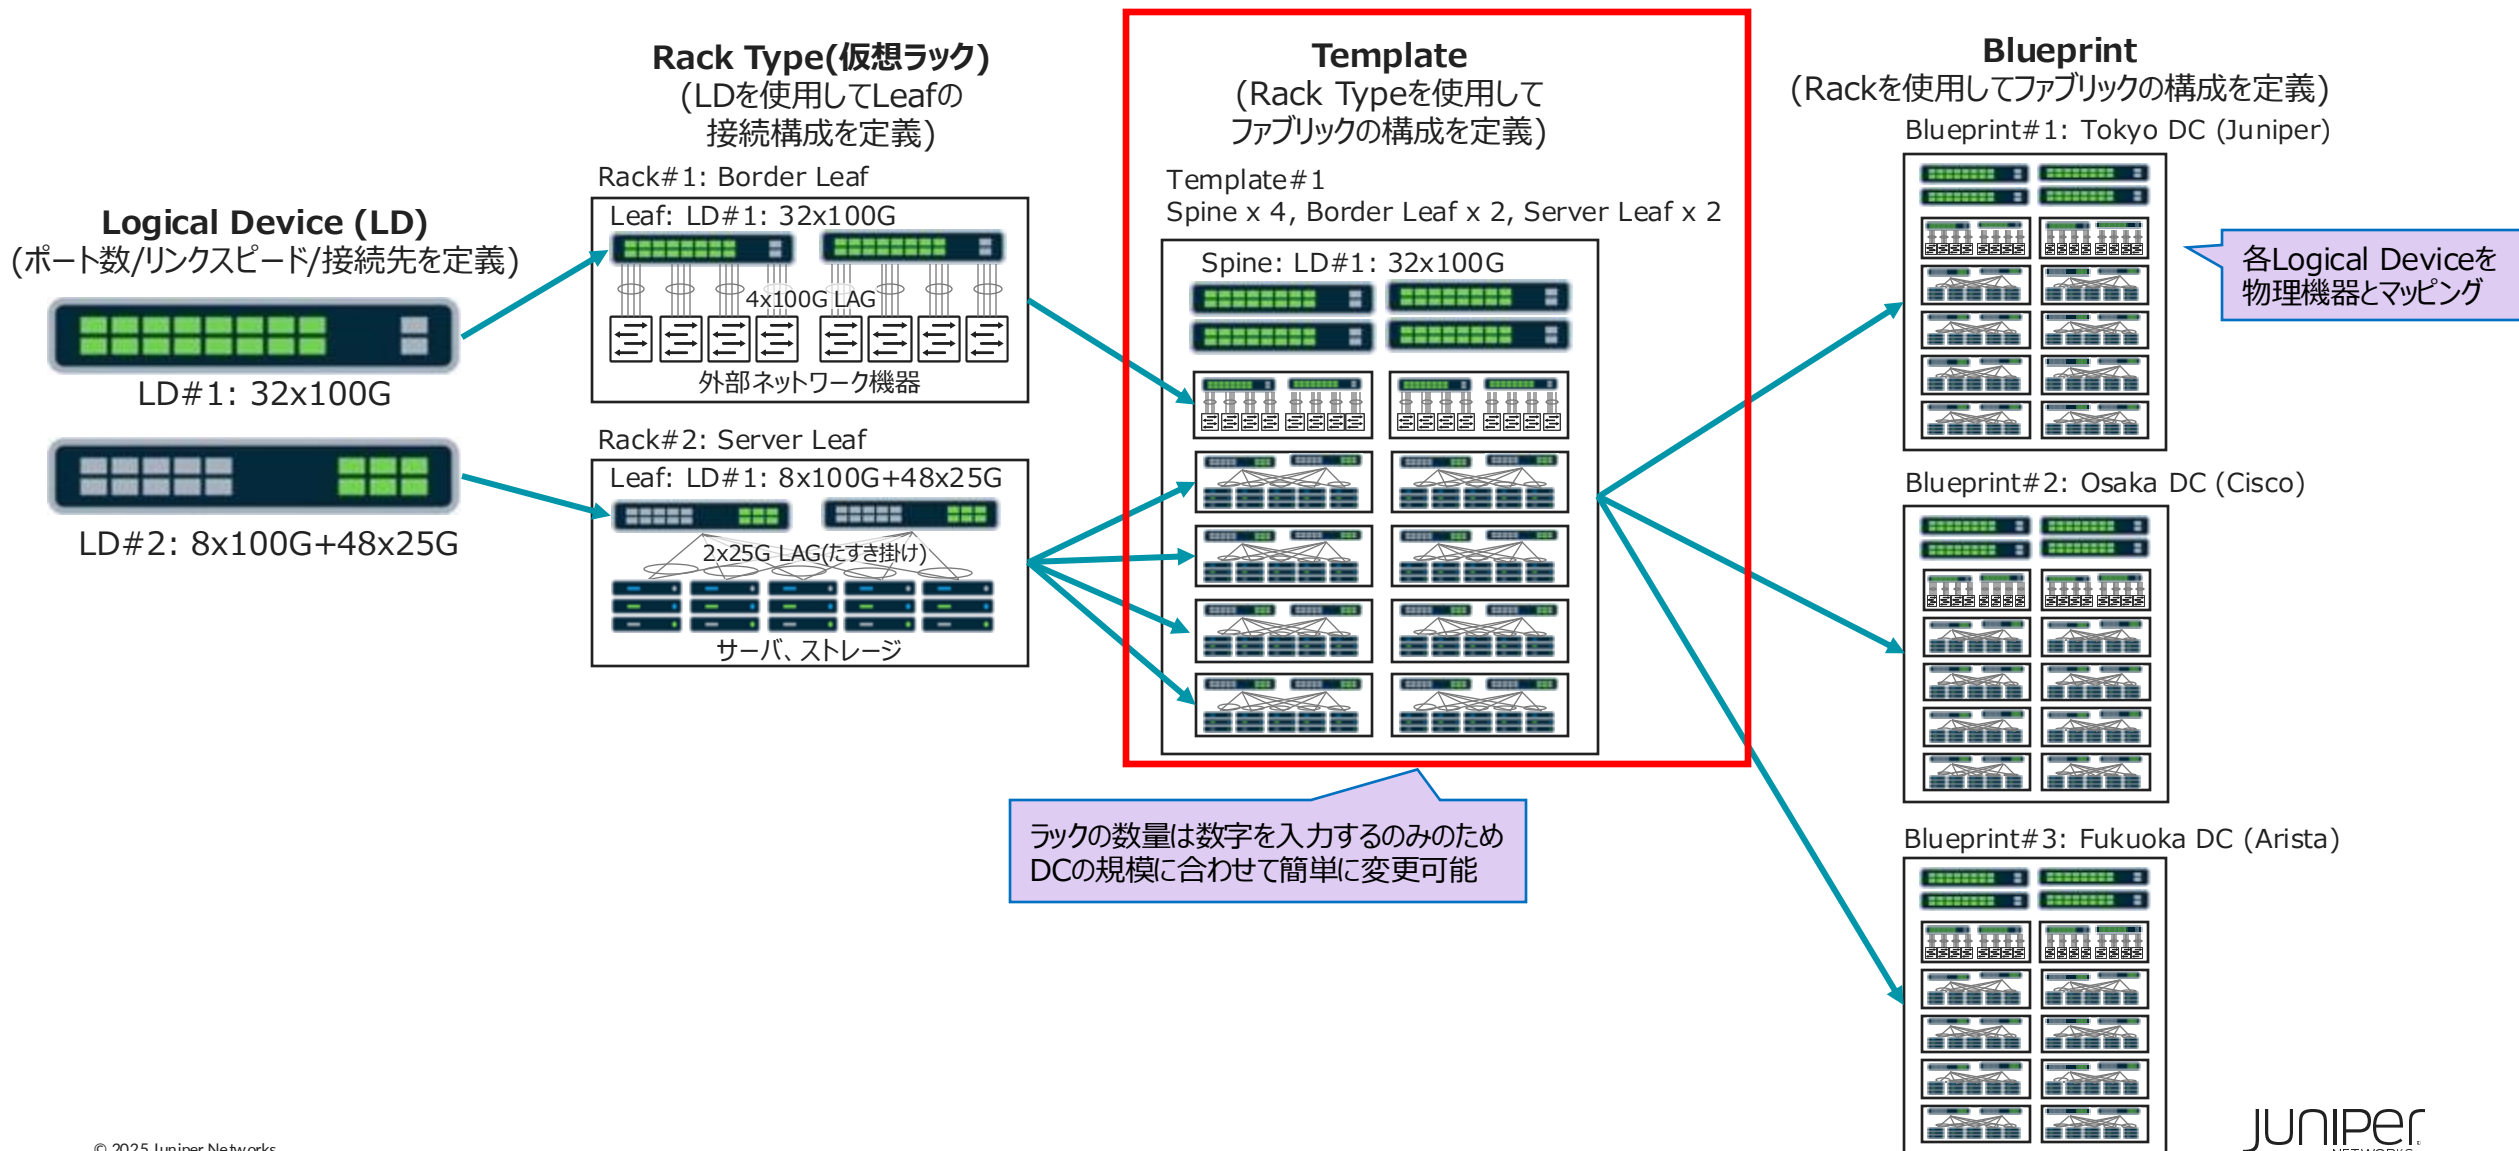 Logical Device (LD)
(ポート数/リンクスピード/接続先を定義)
LD#1: 32x100G
LD#2: 8x100G+48x25G
Rack Type(仮想ラック)
(LDを使用してLeafの
接続構成を定義)
Rack#1: Border Leaf
Leaf: LD#1: 32x100G
4x100G LAG
外部ネットワーク機器
Rack#2: Server Leaf
Leaf: LD#1: 8x100G+48x25G
2x25G LAG(たすき掛け)
サーバ、ストレージ
Template
(Rack Typeを使用して
ファブリックの構成を定義)
Template#1
Spine x 4, Border Leaf x 2, Server Leaf x 2
Spine: LD#1: 32x100G
ラックの数量は数字を入力するのみのため
DCの規模に合わせて簡単に変更可能
Blueprint
(Rackを使用してファブリックの構成を定義)
Blueprint#1: Tokyo DC (Juniper)
各Logical Deviceを
物理機器とマッピング
Blueprint#2: Osaka DC (Cisco)
Blueprint#3: Fukuoka DC (Arista)
© 2025 Juniper Networks
JUNIPer
NETWORKS